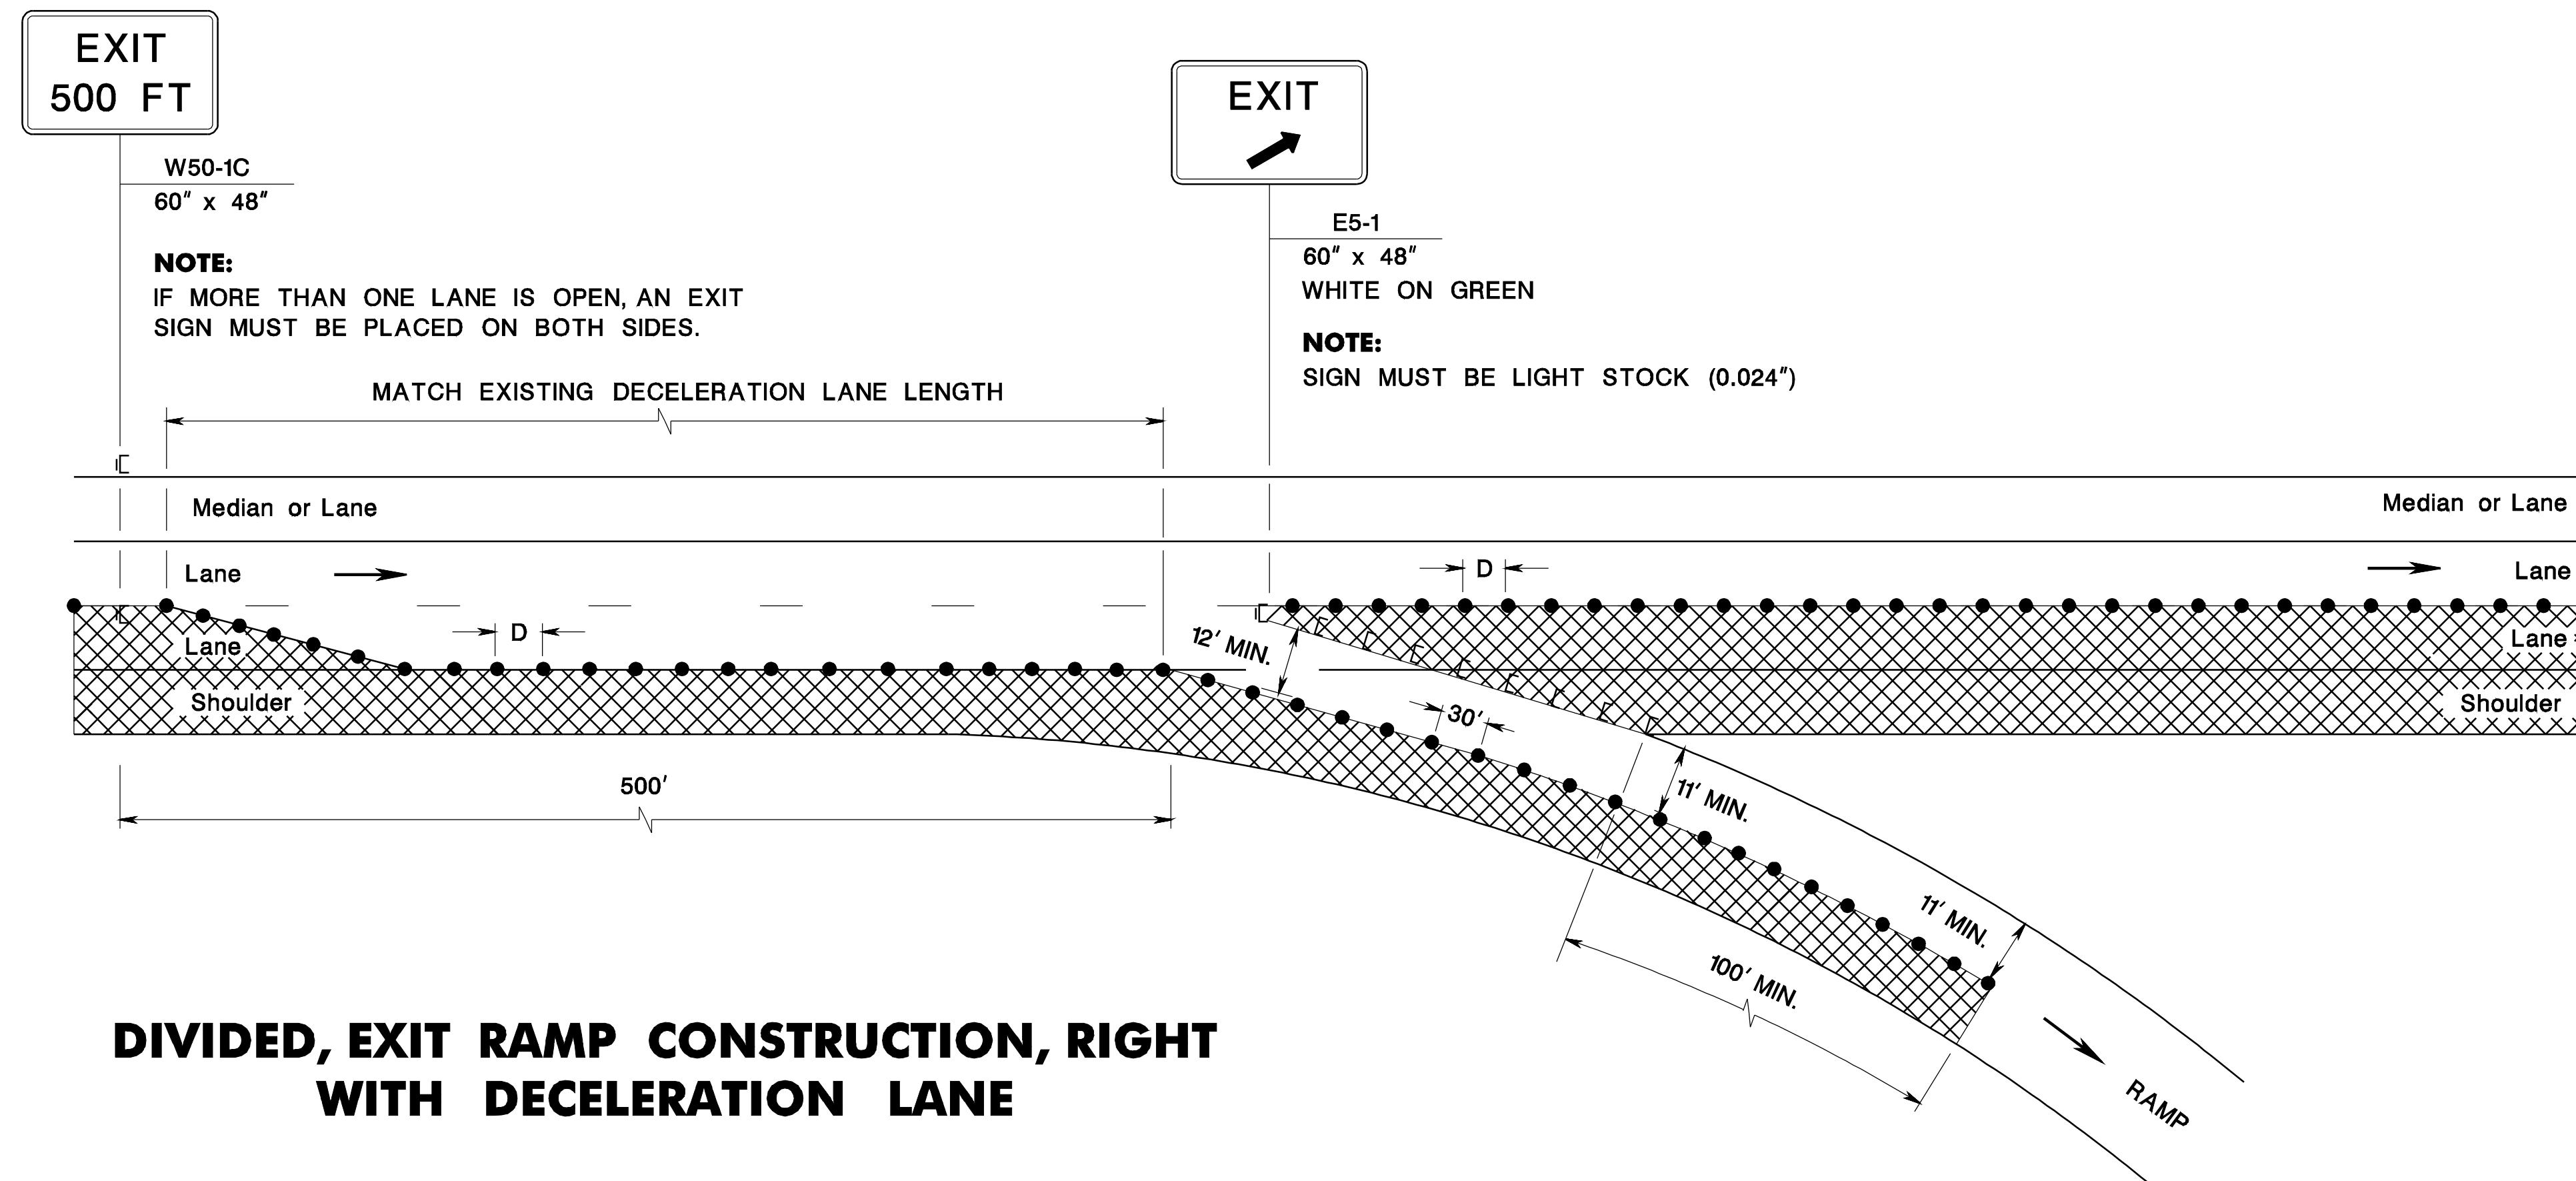 EXIT
500 FT
W50-1C
60" x 48"
NOTE:
IF MORE THAN ONE LANE IS OPEN, AN EXIT
SIGN MUST BE PLACED ON BOTH SIDES.
MATCH EXISTING DECELERATION LANE LENGTH
EXIT
E5-1
60" x 48"
WHITE ON GREEN
NOTE:
SIGN MUST BE LIGHT STOCK (0.024")
Median or Lane
Median or Lane
Lane
D
Lane
D
12' MIN.
Lane
Lane
Shoulder
30'
Shoulder
500'
11' MIN.
11' MIN.
100' MIN.
RAMP
DIVIDED, EXIT RAMP CONSTRUCTION, RIGHT
WITH DECELERATION LANE